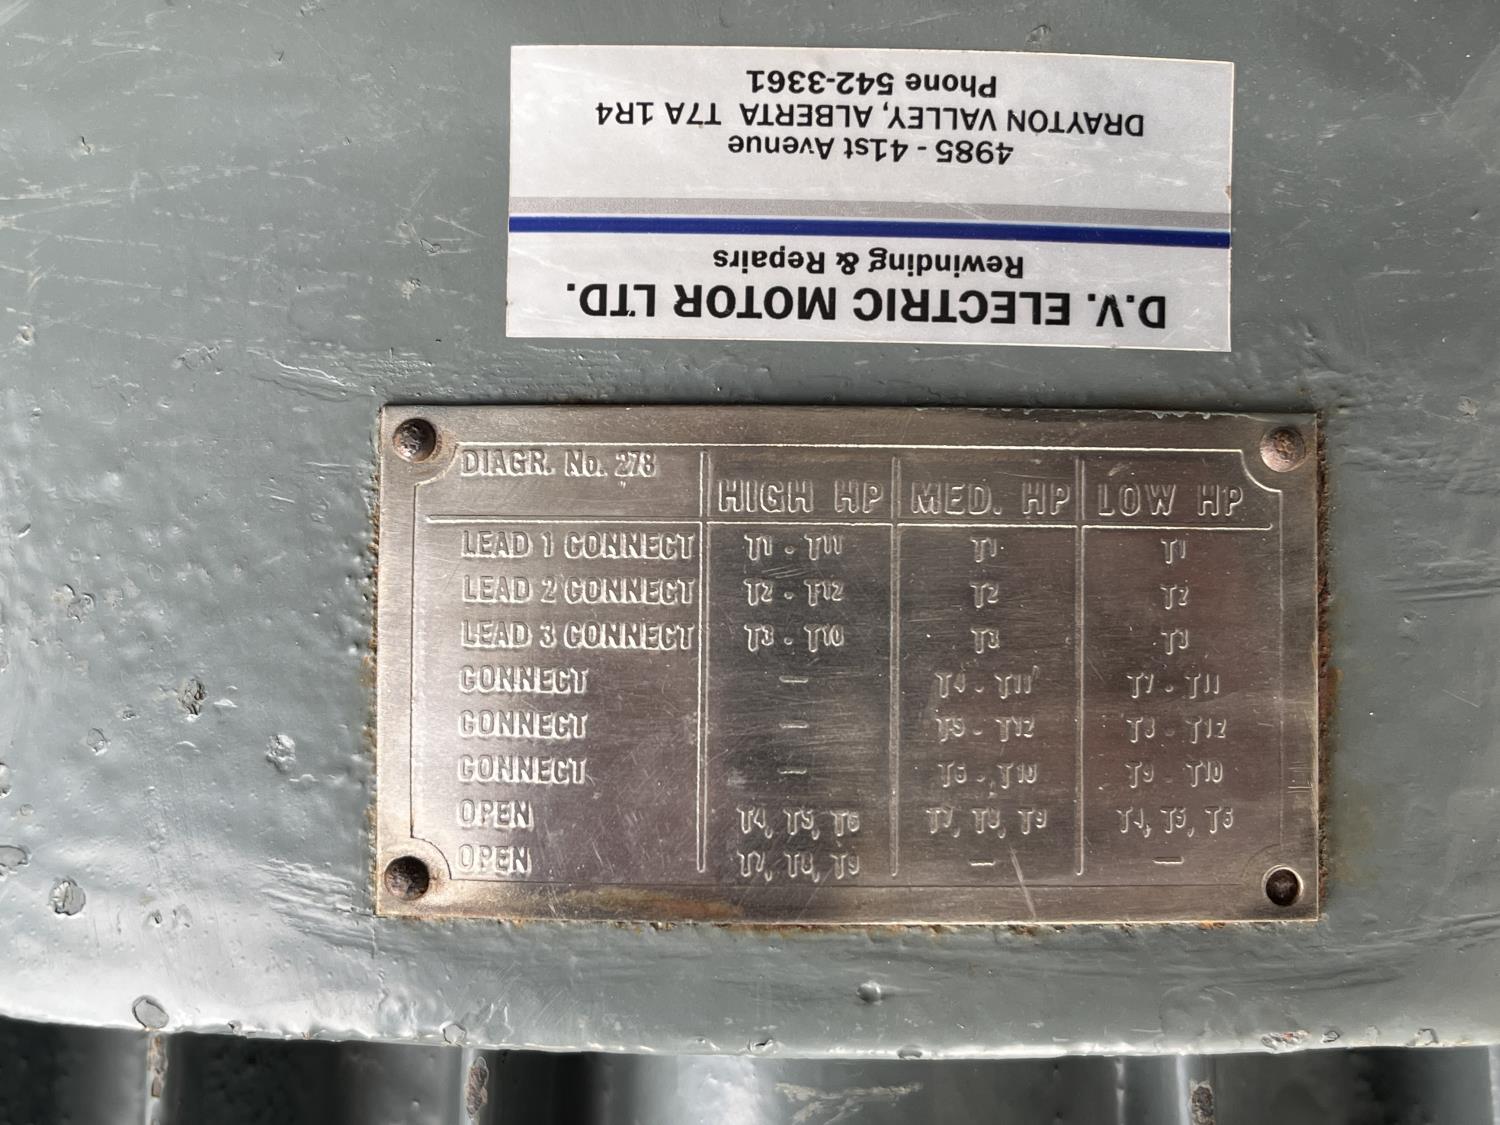 D.V. ELECTRIC MOTOR LTD.
Rewinding & Repairs
4985 - 41st Avenue
DRAYTON VALLEY, ALBERTA T7A 1R4
Phone 542-3361
DIAGR. No. 278
HIGH HP MED. HP LOW HP
LEAD 1 CONNECT T1 - T11 T1 T1
LEAD 2 CONNECT T2 - T12 T2 T2
LEAD 3 CONNECT T3 - T10 T3 T3
CONNECT — T4 - T11 T7 - T11
CONNECT — T5 - T12 T8 - T12
CONNECT — T6 - T10 T9 - T10
OPEN T4, T5, T6 T7, T8, T9 T4, T5, T6
OPEN T7, T8, T9 — —